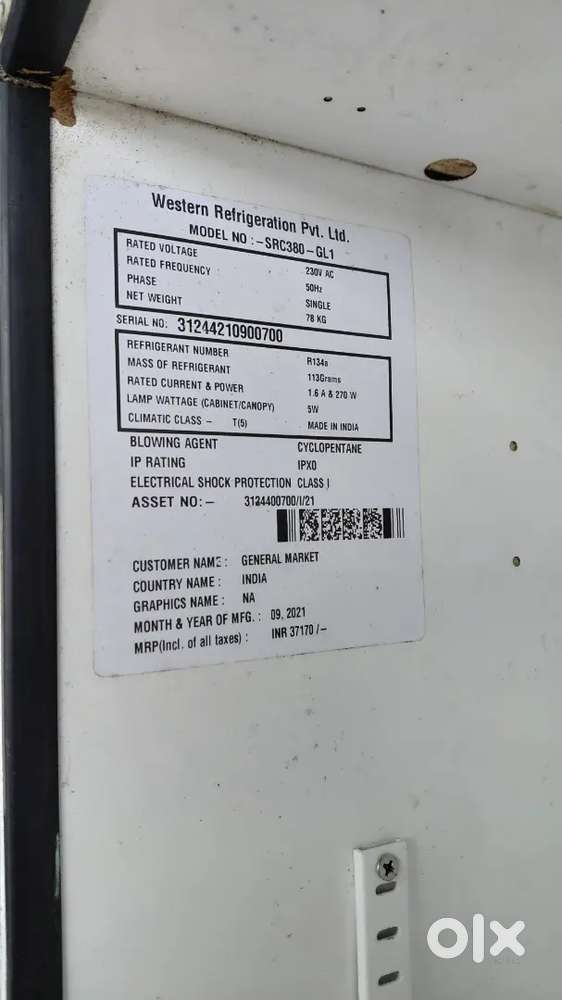 Western Refrigeration Pvt. Ltd.
MODEL NO :-SRC380-GL1
RATED VOLTAGE 230V AC
RATED FREQUENCY 50Hz
PHASE SINGLE
NET WEIGHT 78 KG
SERIAL NO: 31244210900700
REFRIGERANT NUMBER R134a
MASS OF REFRIGERANT 113Grams
RATED CURRENT & POWER 1.6 A & 270 W
LAMP WATTAGE (CABINET/CANOPY) 5W
CLIMATIC CLASS - T(5) MADE IN INDIA
BLOWING AGENT CYCLOPENTANE
IP RATING IPX0
ELECTRICAL SHOCK PROTECTION CLASS I
ASSET NO:- 3134400700/I/21
CUSTOMER NAME : GENERAL MARKET
COUNTRY NAME : INDIA
GRAPHICS NAME : NA
MONTH & YEAR OF MFG. : 09, 2021
MRP(Incl. of all taxes) : INR 37170 /-
olx